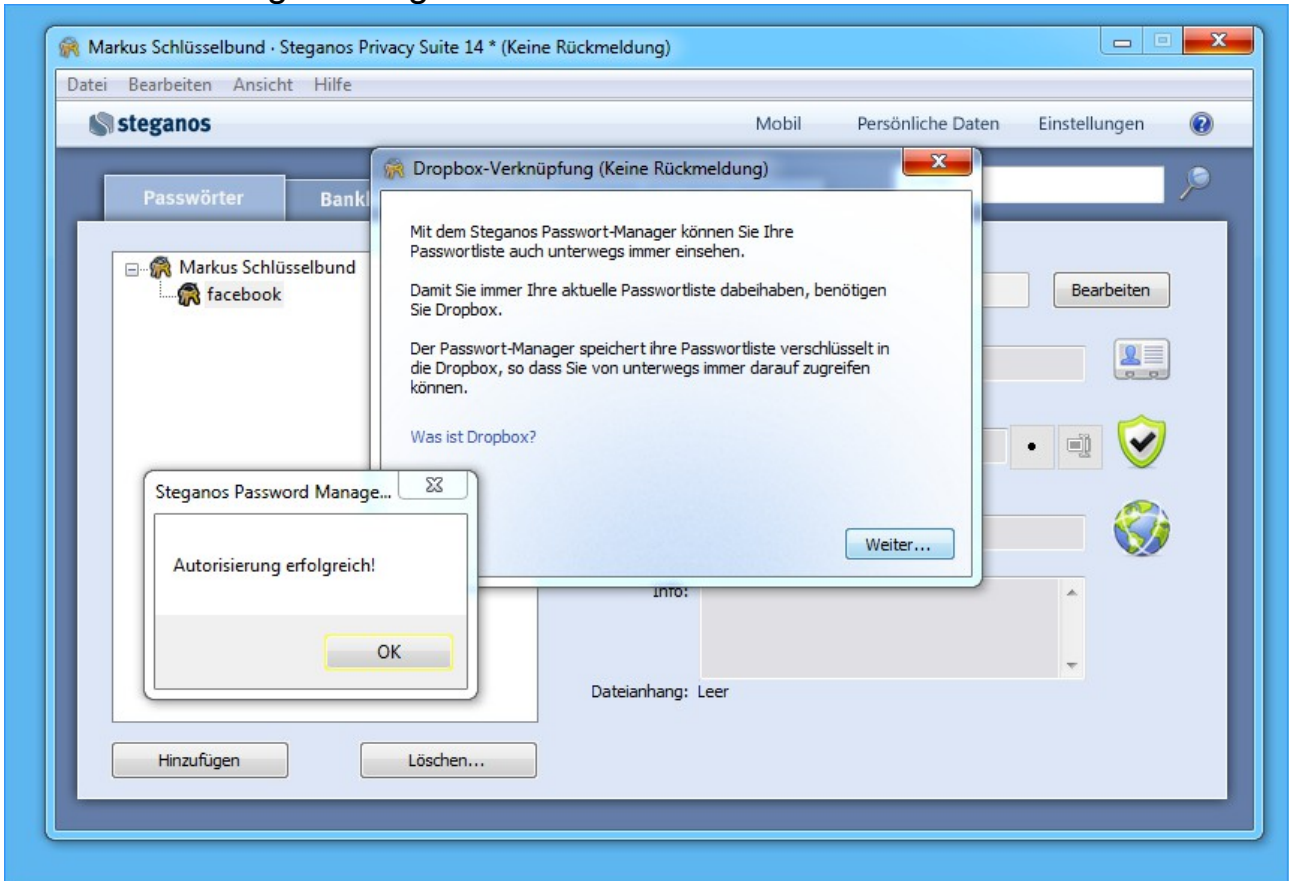 Markus Schlüsselbund · Steganos Privacy Suite 14 * (Keine Rückmeldung)
Datei Bearbeiten Ansicht Hilfe
steganos
Mobil Persönliche Daten Einstellungen
Passwörter
Dropbox-Verknüpfung (Keine Rückmeldung)
Mit dem Steganos Passwort-Manager können Sie Ihre
Passwortliste auch unterwegs immer einsehen.
Damit Sie immer Ihre aktuelle Passwortliste dabeihaben, benötigen
Sie Dropbox.
Der Passwort-Manager speichert ihre Passwortliste verschlüsselt in
die Dropbox, so dass Sie von unterwegs immer darauf zugreifen
können.
Was ist Dropbox?
Weiter...
Markus Schlüsselbund
facebook
Bearbeiten
Steganos Password Manage...
Autorisierung erfolgreich!
OK
Info:
Dateianhang: Leer
Hinzufügen
Löschen...